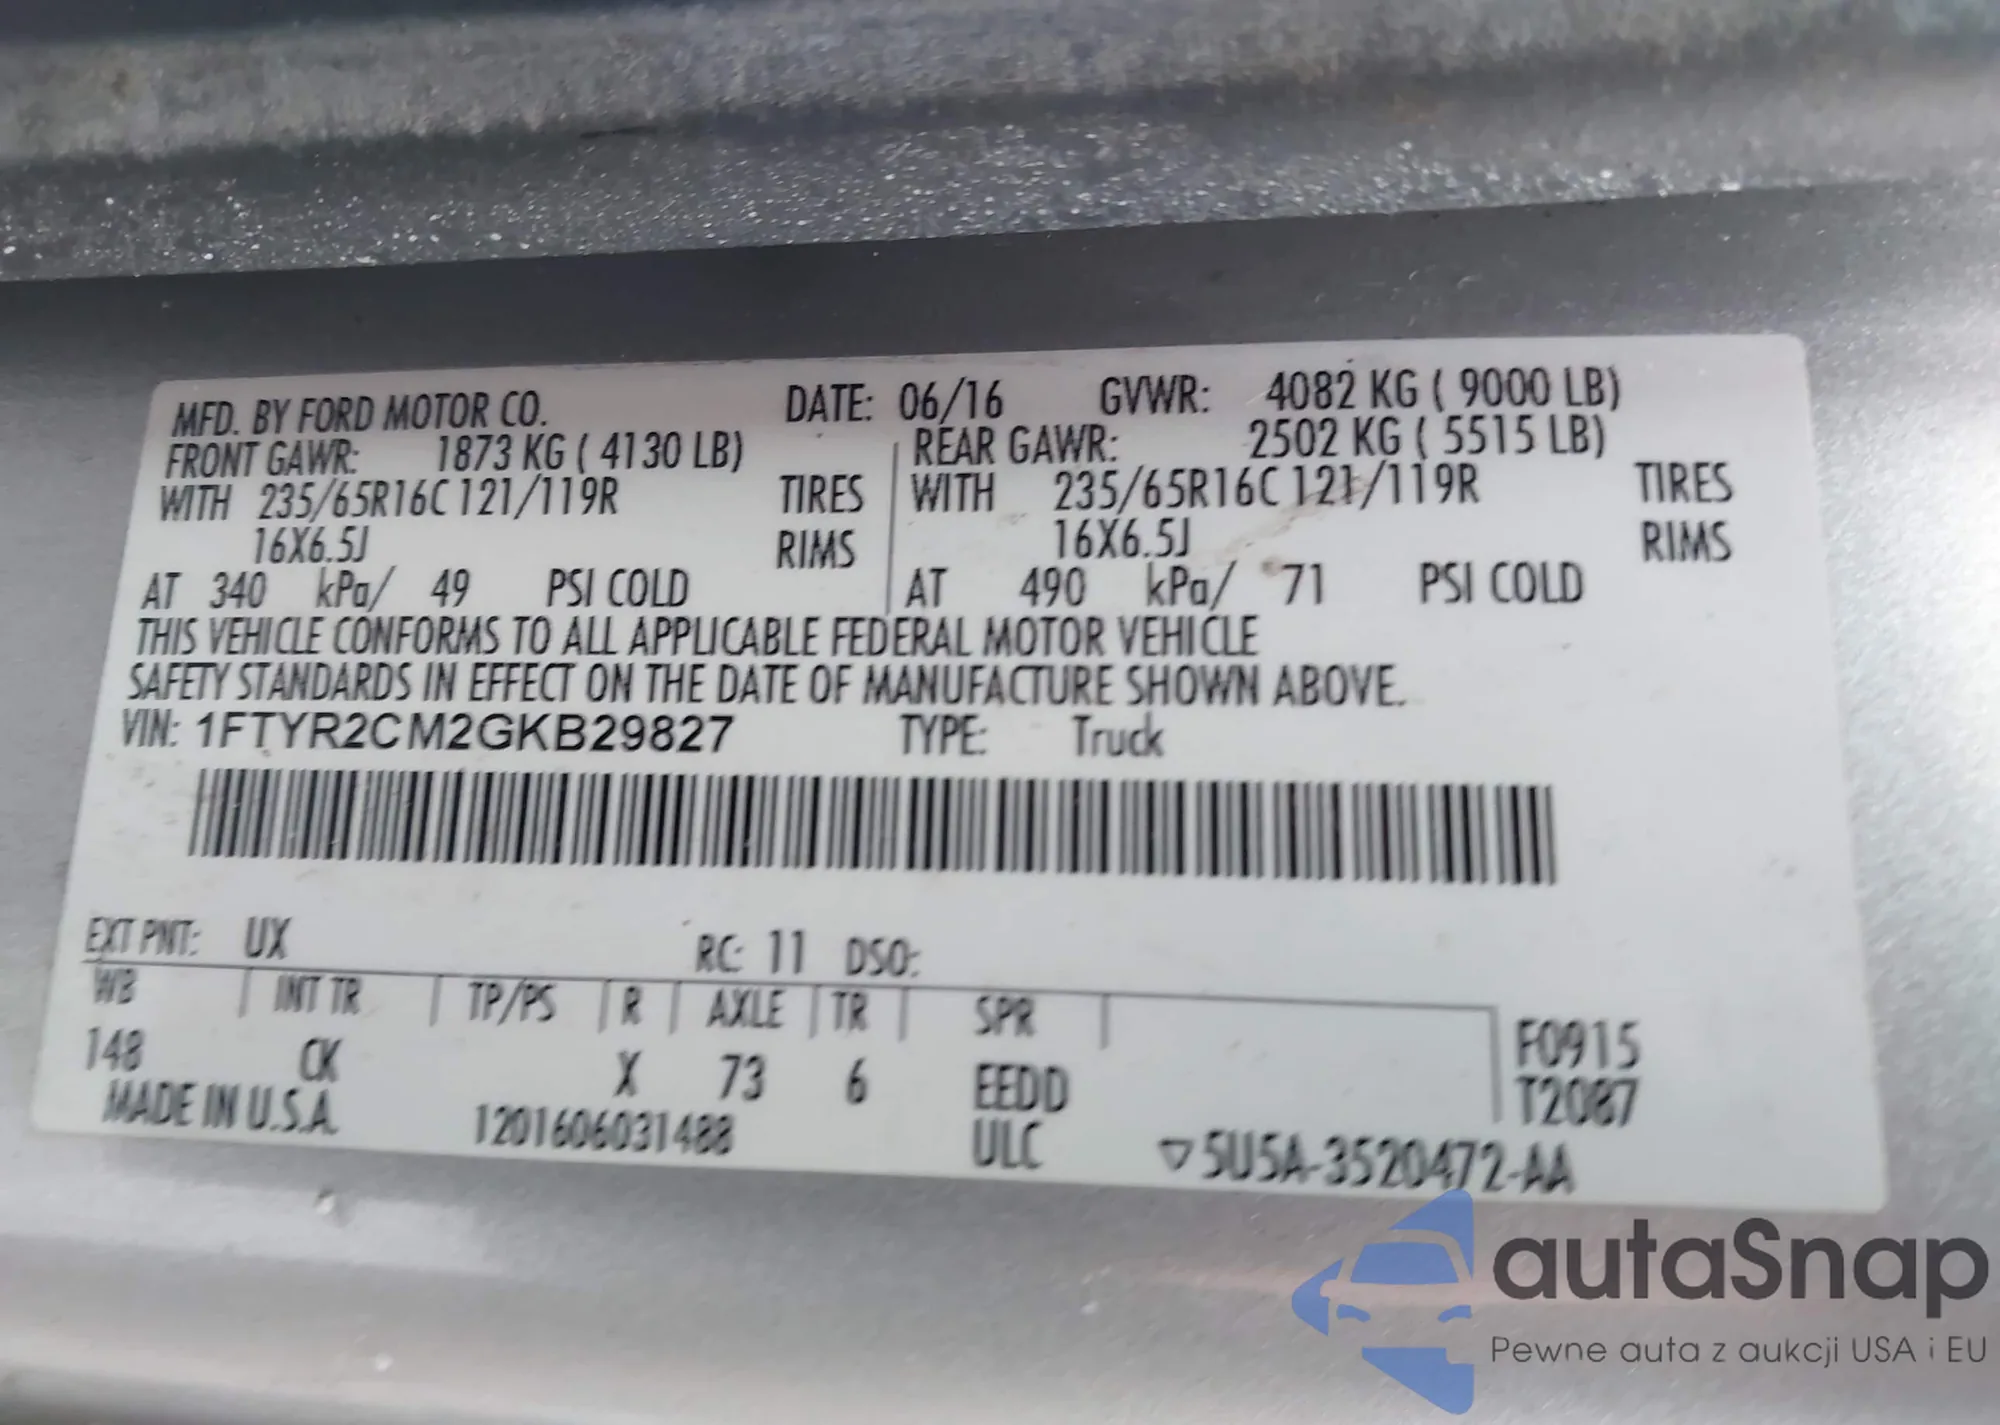 MFD. BY FORD MOTOR CO. DATE: 06/16 GVWR: 4082 KG ( 9000 LB)
FRONT GAWR: 1873 KG ( 4130 LB) REAR GAWR: 2502 KG ( 5515 LB)
WITH 235/65R16C 121/119R TIRES WITH 235/65R16C 121/119R TIRES
16X6.5J RIMS 16X6.5J RIMS
AT 340 kPa/ 49 PSI COLD AT 490 kPa/ 71 PSI COLD
THIS VEHICLE CONFORMS TO ALL APPLICABLE FEDERAL MOTOR VEHICLE
SAFETY STANDARDS IN EFFECT ON THE DATE OF MANUFACTURE SHOWN ABOVE.
VIN: 1FTYR2CM2GKB29827 TYPE: Truck
EXT PNT: UX RC: 11 DSO:
WB INT TR TP/PS R AXLE TR SPR F0915
148 CK X 73 6 EEDD T2087
MADE IN U.S.A. 1201606031488 ULC ▽5U5A-3520472-AA
autaSnap
Pewne auta z aukcji USA i EU